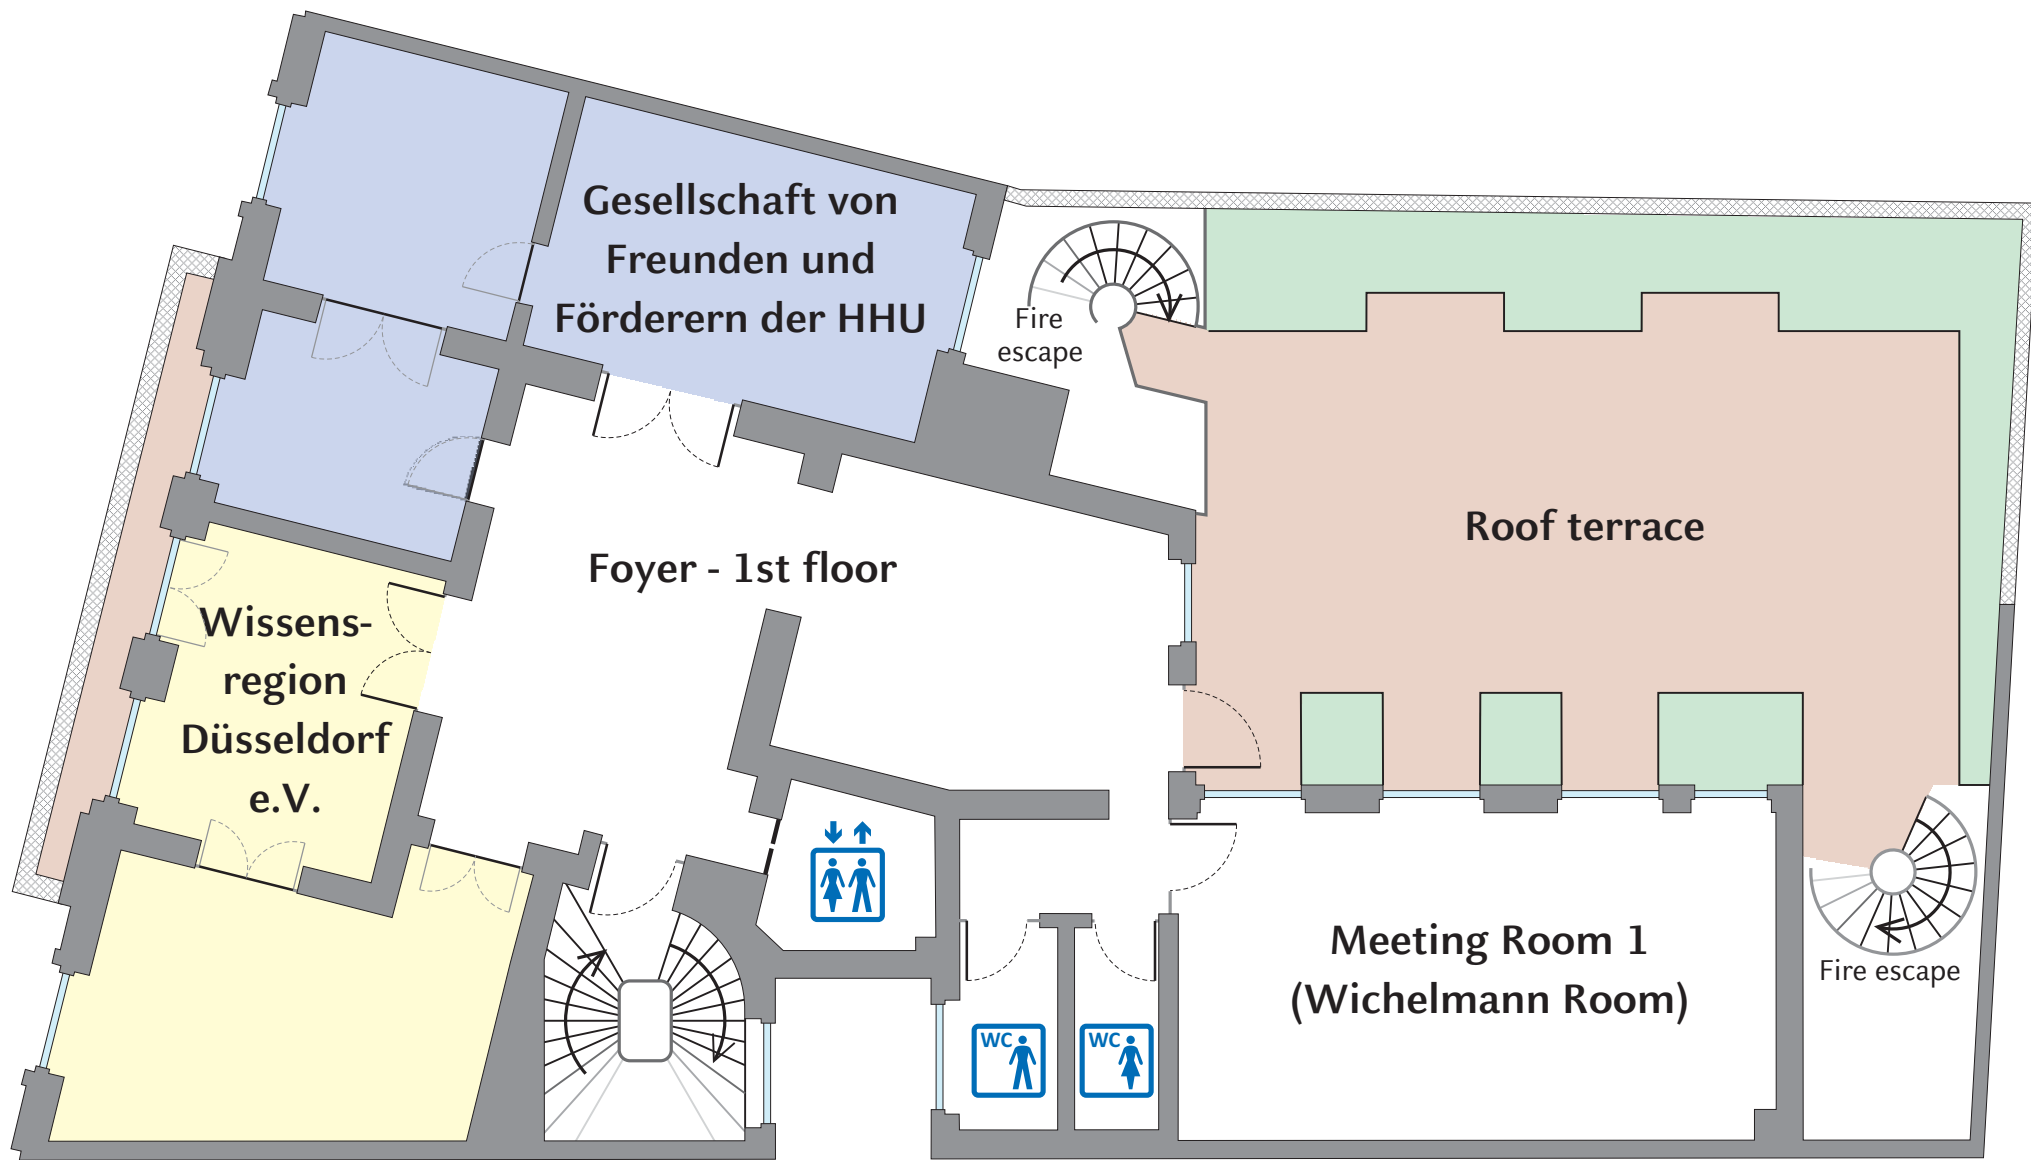 Gesellschaft von
Freunden und
Förderern der HHU
Fire
escape
Roof terrace
Foyer - 1st floor
Wissens-
region
Düsseldorf
e.V.
Meeting Room 1
(Wichelmann Room)
Fire escape
WC
WC